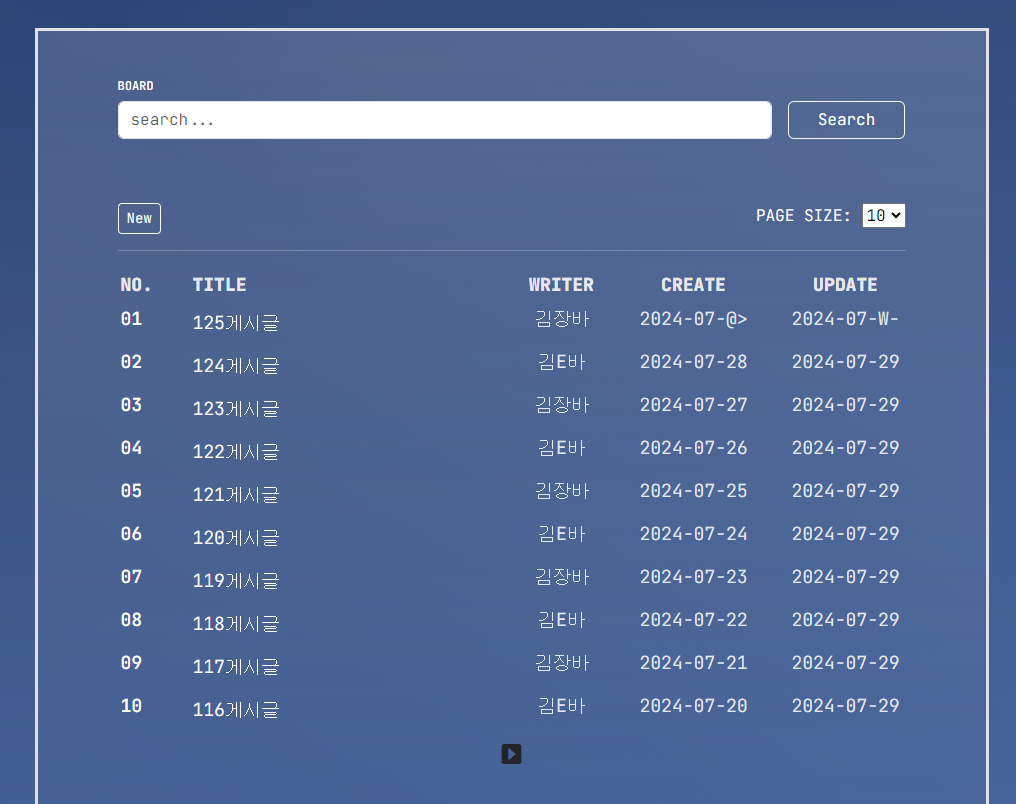 BOARD
search...
Search
New
PAGE SIZE: 10
NO. TITLE WRITER CREATE UPDATE
01 125게시글 김장바 2024-07-@> 2024-07-W-
02 124게시글 김E바 2024-07-28 2024-07-29
03 123게시글 김장바 2024-07-27 2024-07-29
04 122게시글 김E바 2024-07-26 2024-07-29
05 121게시글 김장바 2024-07-25 2024-07-29
06 120게시글 김E바 2024-07-24 2024-07-29
07 119게시글 김장바 2024-07-23 2024-07-29
08 118게시글 김E바 2024-07-22 2024-07-29
09 117게시글 김장바 2024-07-21 2024-07-29
10 116게시글 김E바 2024-07-20 2024-07-29